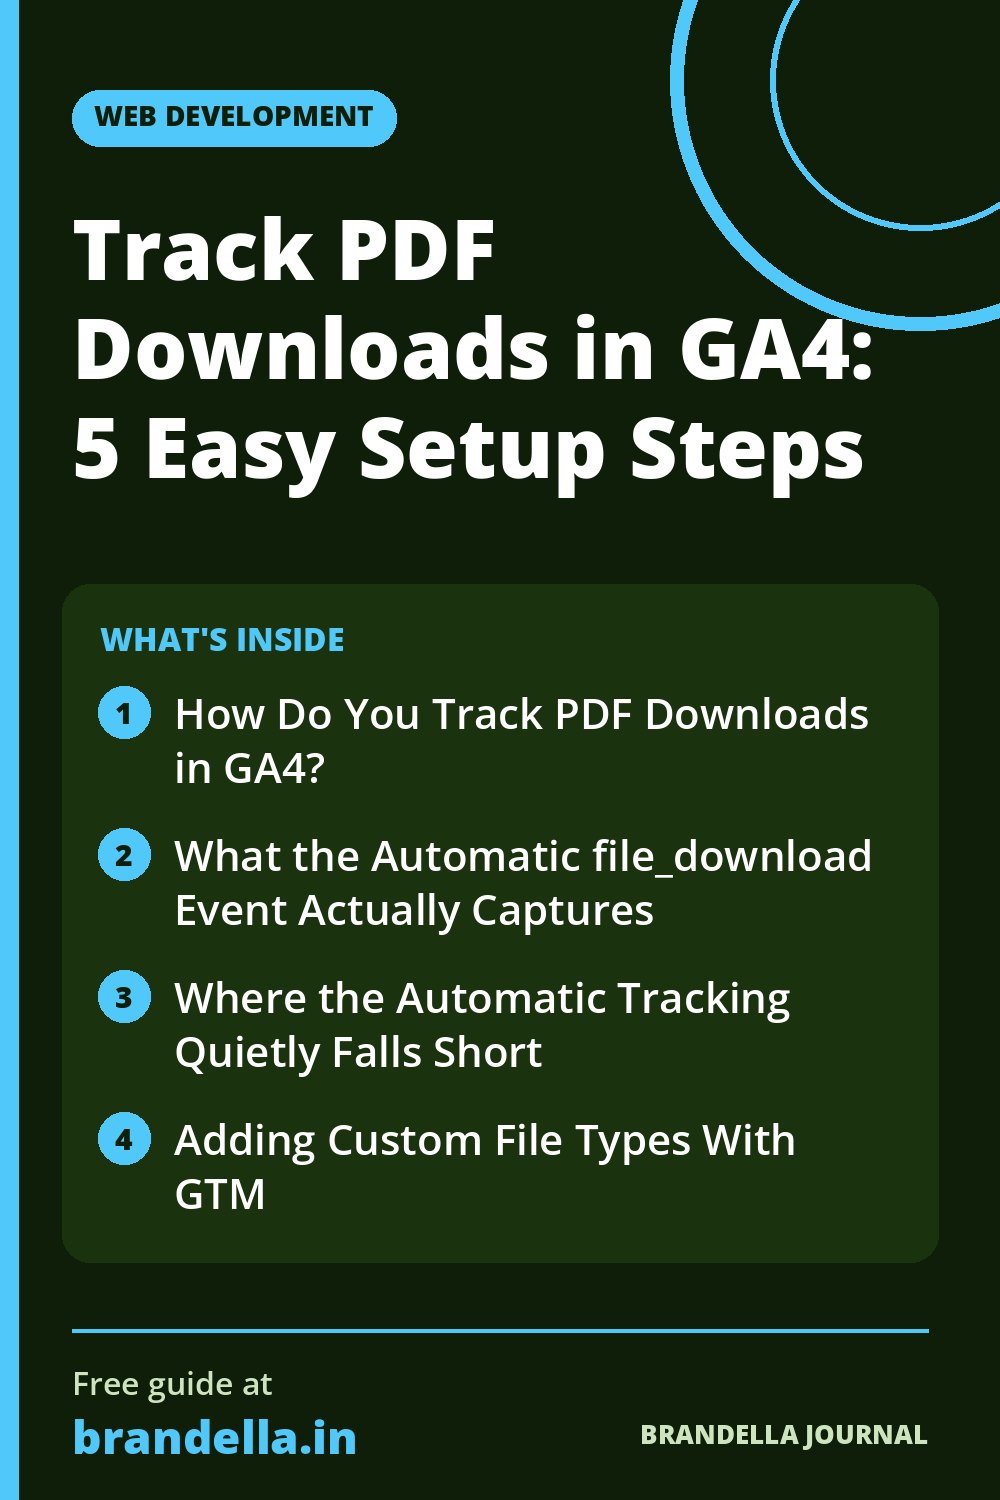 WEB DEVELOPMENT
Track PDF
Downloads in GA4:
5 Easy Setup Steps
WHAT'S INSIDE
1 How Do You Track PDF Downloads
in GA4?
2 What the Automatic file_download
Event Actually Captures
3 Where the Automatic Tracking
Quietly Falls Short
4 Adding Custom File Types With
GTM
Free guide at
brandella.in
BRANDELLA JOURNAL